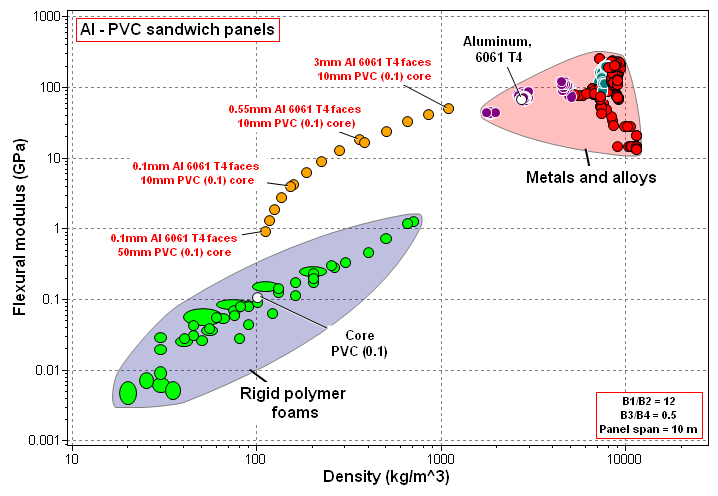 Al - PVC sandwich panels
1000
100
10
1
0.1
0.01
0.001
Flexural modulus (GPa)
3mm Al 6061 T4 faces
10mm PVC (0.1) core
0.55mm Al 6061 T4 faces
10mm PVC (0.1) core)
0.1mm Al 6061 T4 faces
10mm PVC (0.1) core
0.1mm Al 6061 T4 faces
50mm PVC (0.1) core
Aluminum,
6061 T4
Metals and alloys
Core
PVC (0.1)
Rigid polymer
foams
B1/B2 = 12
B3/B4 = 0.5
Panel span = 10 m
10
100
1000
10000
Density (kg/m^3)